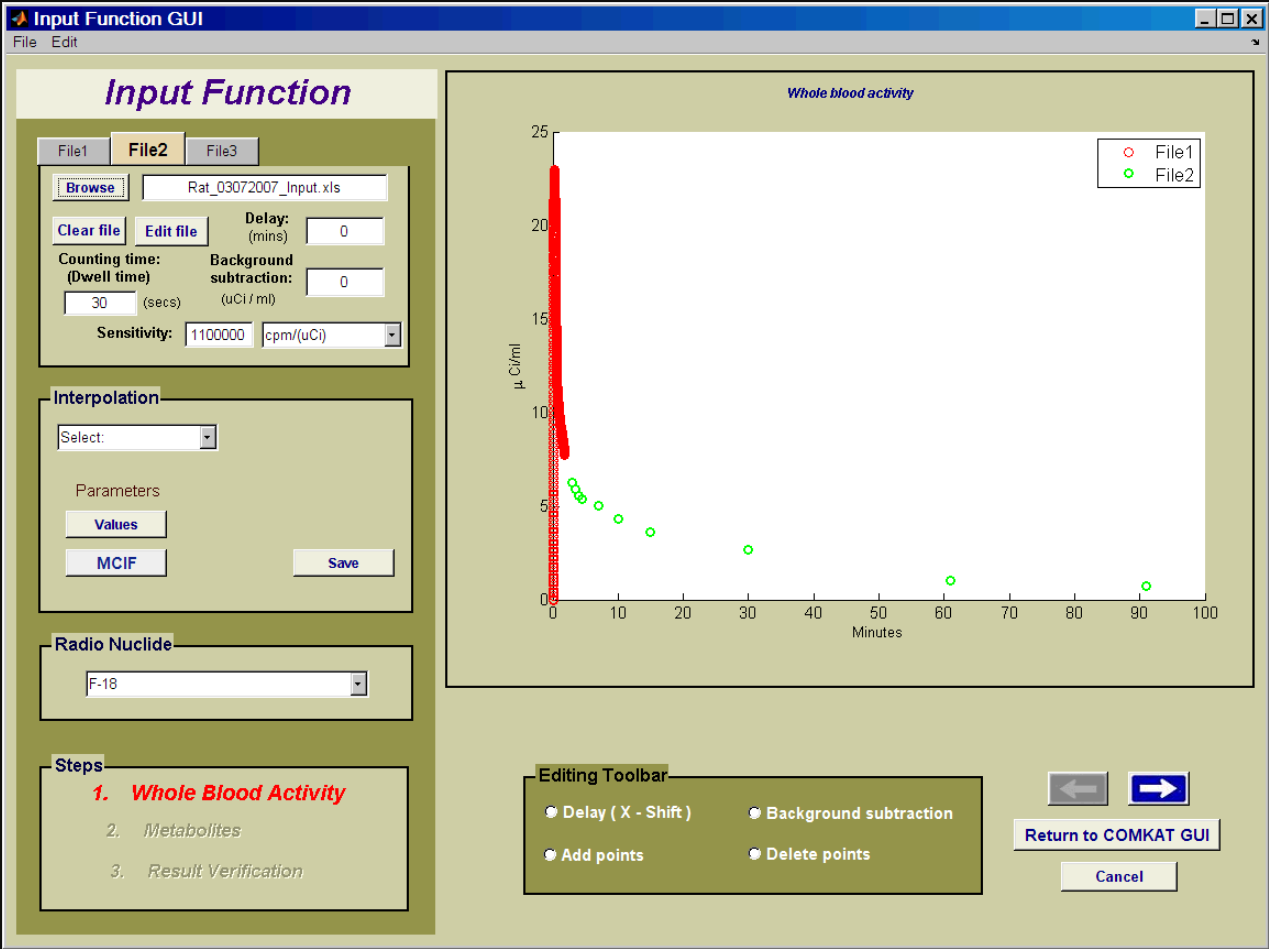 Input Function GUI
File Edit
Input Function
File1 File2 File3
Browse Rat_03072007_Input.xls
Clear file Edit file Delay: (mins) 0
Counting time: (Dwell time) 30 (secs)
Background subtraction: (uCi / ml) 0
Sensitivity: 1100000 cpm/(uCi)
Interpolation
Select:
Parameters
Values
MCIF Save
Radio Nuclide
F-18
Steps
1. Whole Blood Activity
2. Metabolites
3. Result Verification
Whole blood activity
File1
File2
25
20
15
10
5
0
μ Ci/ml
0 10 20 30 40 50 60 70 80 90 100
Minutes
Editing Toolbar
Delay ( X - Shift ) Background subtraction
Add points Delete points
Return to COMKAT GUI
Cancel